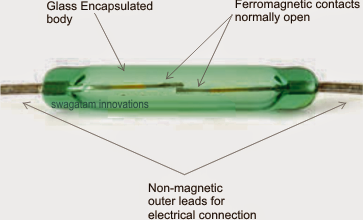 Glass Encapsulated
body
Ferromagnetic contacts
normally open
swagatam innovations
Non-magnetic
outer leads for
electrical connection